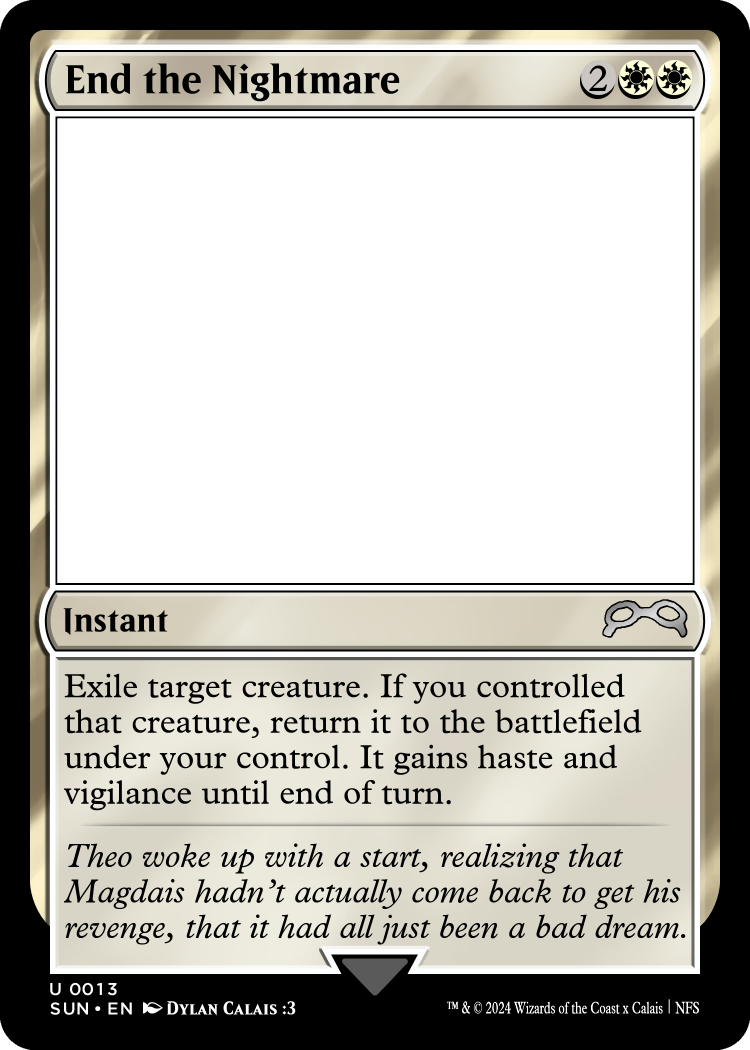 End the Nightmare 2
Instant
Exile target creature. If you controlled
that creature, return it to the battlefield
under your control. It gains haste and
vigilance until end of turn.
Theo woke up with a start, realizing that
Magdais hadn't actually come back to get his
revenge, that it had all just been a bad dream.
U 0013
SUN • EN Dylan Calais :3 ™ & © 2024 Wizards of the Coast x Calais | NFS